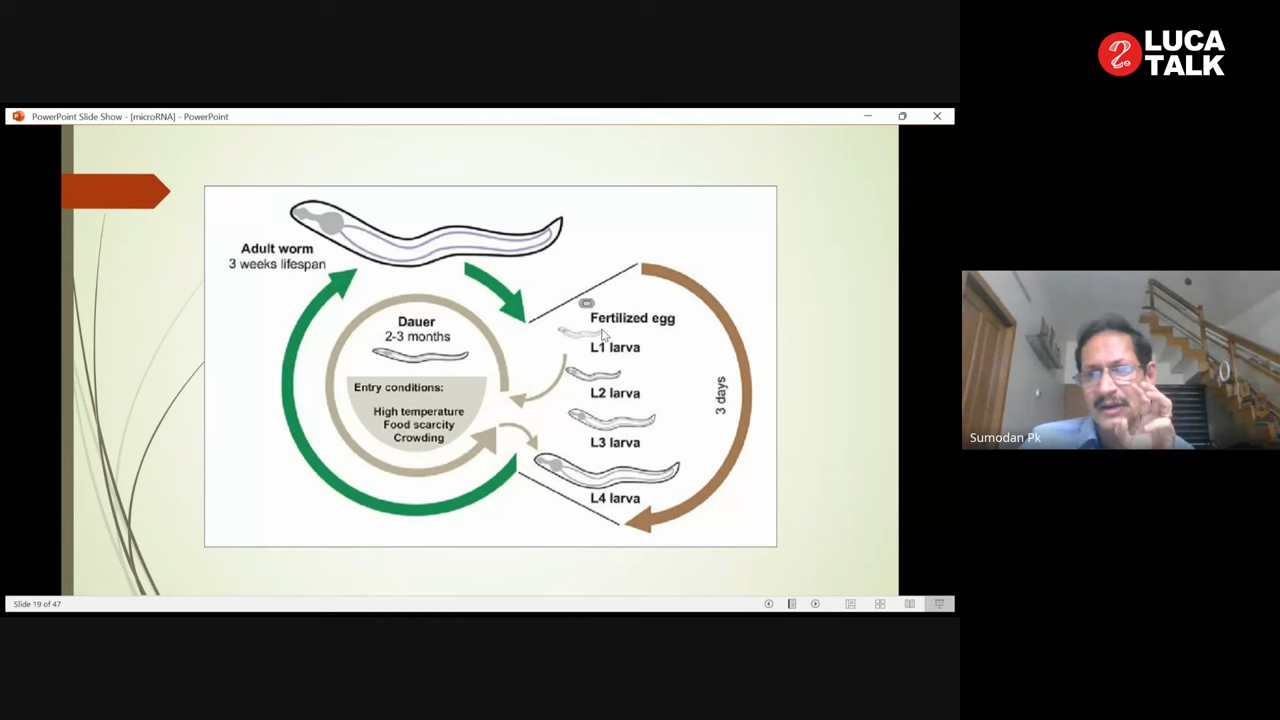 LUCA
TALK
PowerPoint Slide Show - [microRNA] - PowerPoint
Adult worm
3 weeks lifespan
Dauer
2-3 months
Entry conditions:
High temperature
Food scarcity
Crowding
Fertilized egg
L1 larva
L2 larva
L3 larva
L4 larva
3 days
Sumodan Pk
Slide 19 of 47